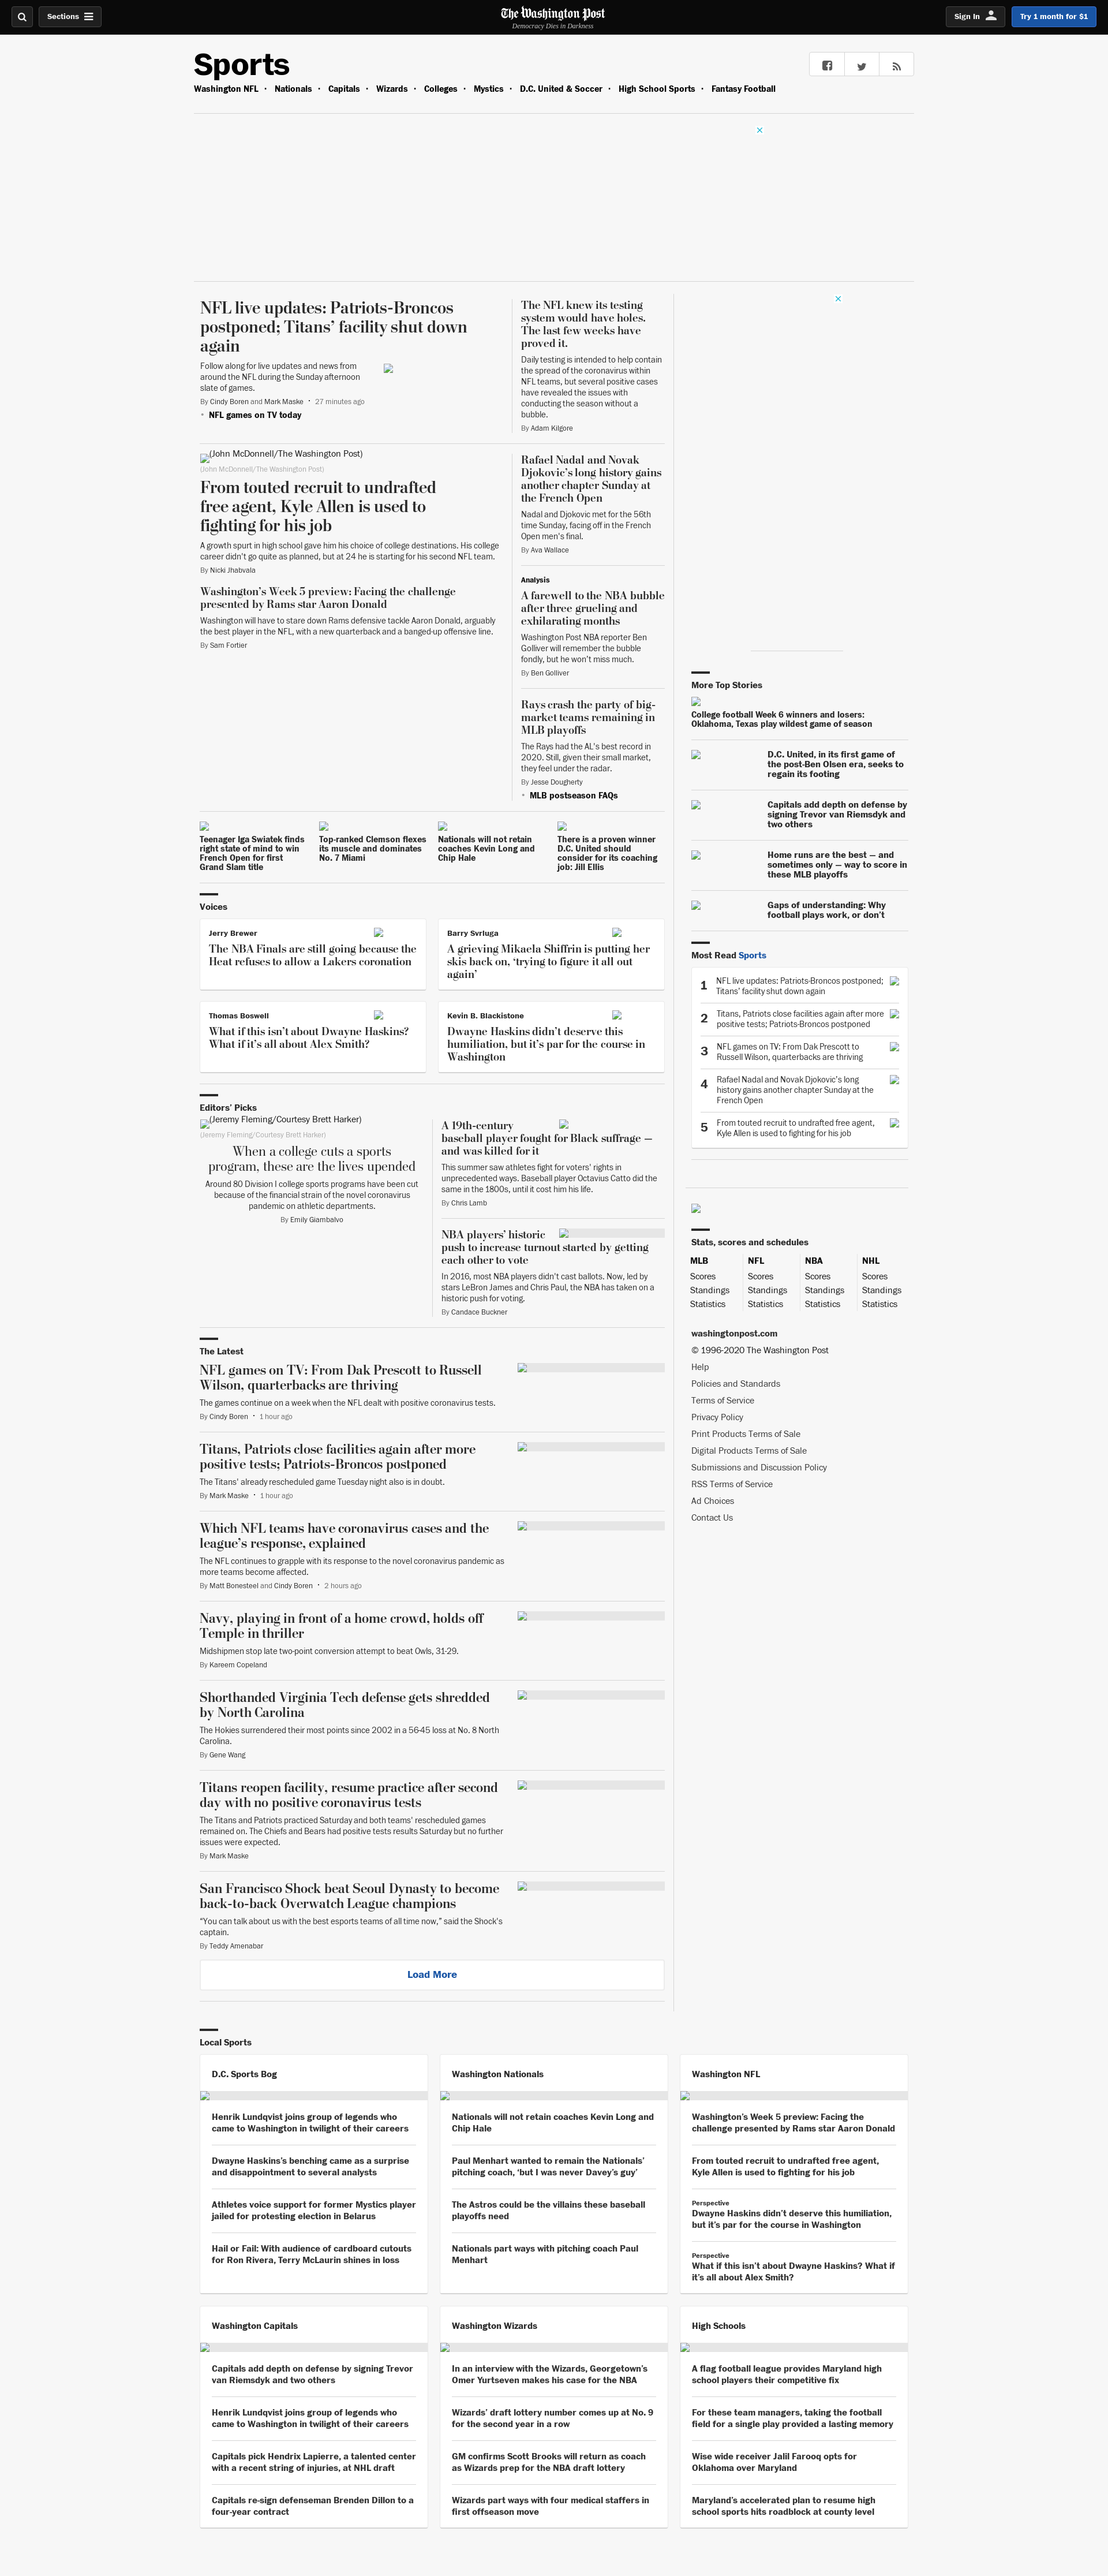 Sections
The Washington Post
Democracy Dies in Darkness
Sign In
Try 1 month for $1
Sports
Washington NFL • Nationals • Capitals • Wizards • Colleges • Mystics • D.C. United & Soccer • High School Sports • Fantasy Football
NFL live updates: Patriots-Broncos
postponed; Titans’ facility shut down
again
Follow along for live updates and news from
around the NFL during the Sunday afternoon
slate of games.
By Cindy Boren and Mark Maske • 27 minutes ago
• NFL games on TV today
The NFL knew its testing
system would have holes.
The last few weeks have
proved it.
Daily testing is intended to help contain
the spread of the coronavirus within
NFL teams, but several positive cases
have revealed the issues with
conducting the season without a
bubble.
By Adam Kilgore
(John McDonnell/The Washington Post)
(John McDonnell/The Washington Post)
From touted recruit to undrafted
free agent, Kyle Allen is used to
fighting for his job
A growth spurt in high school gave him his choice of college destinations. His college
career didn’t go quite as planned, but at 24 he is starting for his second NFL team.
By Nicki Jhabvala
Washington’s Week 5 preview: Facing the challenge
presented by Rams star Aaron Donald
Washington will have to stare down Rams defensive tackle Aaron Donald, arguably
the best player in the NFL, with a new quarterback and a banged-up offensive line.
By Sam Fortier
Rafael Nadal and Novak
Djokovic’s long history gains
another chapter Sunday at
the French Open
Nadal and Djokovic met for the 56th
time Sunday, facing off in the French
Open men’s final.
By Ava Wallace
Analysis
A farewell to the NBA bubble
after three grueling and
exhilarating months
Washington Post NBA reporter Ben
Golliver will remember the bubble
fondly, but he won’t miss much.
By Ben Golliver
Rays crash the party of big-
market teams remaining in
MLB playoffs
The Rays had the AL’s best record in
2020. Still, given their small market,
they feel under the radar.
By Jesse Dougherty
• MLB postseason FAQs
Teenager Iga Swiatek finds
right state of mind to win
French Open for first
Grand Slam title
Top-ranked Clemson flexes
its muscle and dominates
No. 7 Miami
Nationals will not retain
coaches Kevin Long and
Chip Hale
There is a proven winner
D.C. United should
consider for its coaching
job: Jill Ellis
Voices
Jerry Brewer
The NBA Finals are still going because the
Heat refuses to allow a Lakers coronation
Barry Svrluga
A grieving Mikaela Shiffrin is putting her
skis back on, ‘trying to figure it all out
again’
Thomas Boswell
What if this isn’t about Dwayne Haskins?
What if it’s all about Alex Smith?
Kevin B. Blackistone
Dwayne Haskins didn’t deserve this
humiliation, but it’s par for the course in
Washington
Editors’ Picks
(Jeremy Fleming/Courtesy Brett Harker)
(Jeremy Fleming/Courtesy Brett Harker)
When a college cuts a sports
program, these are the lives upended
Around 80 Division I college sports programs have been cut
because of the financial strain of the novel coronavirus
pandemic on athletic departments.
By Emily Giambalvo
A 19th-century
baseball player fought for Black suffrage —
and was killed for it
This summer saw athletes fight for voters’ rights in
unprecedented ways. Baseball player Octavius Catto did the
same in the 1800s, until it cost him his life.
By Chris Lamb
NBA players’ historic
push to increase turnout started by getting
each other to vote
In 2016, most NBA players didn’t cast ballots. Now, led by
stars LeBron James and Chris Paul, the NBA has taken on a
historic push for voting.
By Candace Buckner
The Latest
NFL games on TV: From Dak Prescott to Russell
Wilson, quarterbacks are thriving
The games continue on a week when the NFL dealt with positive coronavirus tests.
By Cindy Boren • 1 hour ago
Titans, Patriots close facilities again after more
positive tests; Patriots-Broncos postponed
The Titans’ already rescheduled game Tuesday night also is in doubt.
By Mark Maske • 1 hour ago
Which NFL teams have coronavirus cases and the
league’s response, explained
The NFL continues to grapple with its response to the novel coronavirus pandemic as
more teams become affected.
By Matt Bonesteel and Cindy Boren • 2 hours ago
Navy, playing in front of a home crowd, holds off
Temple in thriller
Midshipmen stop late two-point conversion attempt to beat Owls, 31-29.
By Kareem Copeland
Shorthanded Virginia Tech defense gets shredded
by North Carolina
The Hokies surrendered their most points since 2002 in a 56-45 loss at No. 8 North
Carolina.
By Gene Wang
Titans reopen facility, resume practice after second
day with no positive coronavirus tests
The Titans and Patriots practiced Saturday and both teams’ rescheduled games
remained on. The Chiefs and Bears had positive tests results Saturday but no further
issues were expected.
By Mark Maske
San Francisco Shock beat Seoul Dynasty to become
back-to-back Overwatch League champions
“You can talk about us with the best esports teams of all time now,” said the Shock’s
captain.
By Teddy Amenabar
Load More
More Top Stories
College football Week 6 winners and losers:
Oklahoma, Texas play wildest game of season
D.C. United, in its first game of
the post-Ben Olsen era, seeks to
regain its footing
Capitals add depth on defense by
signing Trevor van Riemsdyk and
two others
Home runs are the best — and
sometimes only — way to score in
these MLB playoffs
Gaps of understanding: Why
football plays work, or don’t
Most Read Sports
1 NFL live updates: Patriots-Broncos postponed;
Titans’ facility shut down again
2 Titans, Patriots close facilities again after more
positive tests; Patriots-Broncos postponed
3 NFL games on TV: From Dak Prescott to
Russell Wilson, quarterbacks are thriving
4 Rafael Nadal and Novak Djokovic’s long
history gains another chapter Sunday at the
French Open
5 From touted recruit to undrafted free agent,
Kyle Allen is used to fighting for his job
Stats, scores and schedules
MLB NFL NBA NHL
Scores Scores Scores Scores
Standings Standings Standings Standings
Statistics Statistics Statistics Statistics
washingtonpost.com
© 1996-2020 The Washington Post
Help
Policies and Standards
Terms of Service
Privacy Policy
Print Products Terms of Sale
Digital Products Terms of Sale
Submissions and Discussion Policy
RSS Terms of Service
Ad Choices
Contact Us
Local Sports
D.C. Sports Bog
Henrik Lundqvist joins group of legends who
came to Washington in twilight of their careers
Dwayne Haskins’s benching came as a surprise
and disappointment to several analysts
Athletes voice support for former Mystics player
jailed for protesting election in Belarus
Hail or Fail: With audience of cardboard cutouts
for Ron Rivera, Terry McLaurin shines in loss
Washington Nationals
Nationals will not retain coaches Kevin Long and
Chip Hale
Paul Menhart wanted to remain the Nationals’
pitching coach, ‘but I was never Davey’s guy’
The Astros could be the villains these baseball
playoffs need
Nationals part ways with pitching coach Paul
Menhart
Washington NFL
Washington’s Week 5 preview: Facing the
challenge presented by Rams star Aaron Donald
From touted recruit to undrafted free agent,
Kyle Allen is used to fighting for his job
Perspective
Dwayne Haskins didn’t deserve this humiliation,
but it’s par for the course in Washington
Perspective
What if this isn’t about Dwayne Haskins? What if
it’s all about Alex Smith?
Washington Capitals
Capitals add depth on defense by signing Trevor
van Riemsdyk and two others
Henrik Lundqvist joins group of legends who
came to Washington in twilight of their careers
Capitals pick Hendrix Lapierre, a talented center
with a recent string of injuries, at NHL draft
Capitals re-sign defenseman Brenden Dillon to a
four-year contract
Washington Wizards
In an interview with the Wizards, Georgetown’s
Omer Yurtseven makes his case for the NBA
Wizards’ draft lottery number comes up at No. 9
for the second year in a row
GM confirms Scott Brooks will return as coach
as Wizards prep for the NBA draft lottery
Wizards part ways with four medical staffers in
first offseason move
High Schools
A flag football league provides Maryland high
school players their competitive fix
For these team managers, taking the football
field for a single play provided a lasting memory
Wise wide receiver Jalil Farooq opts for
Oklahoma over Maryland
Maryland’s accelerated plan to resume high
school sports hits roadblock at county level